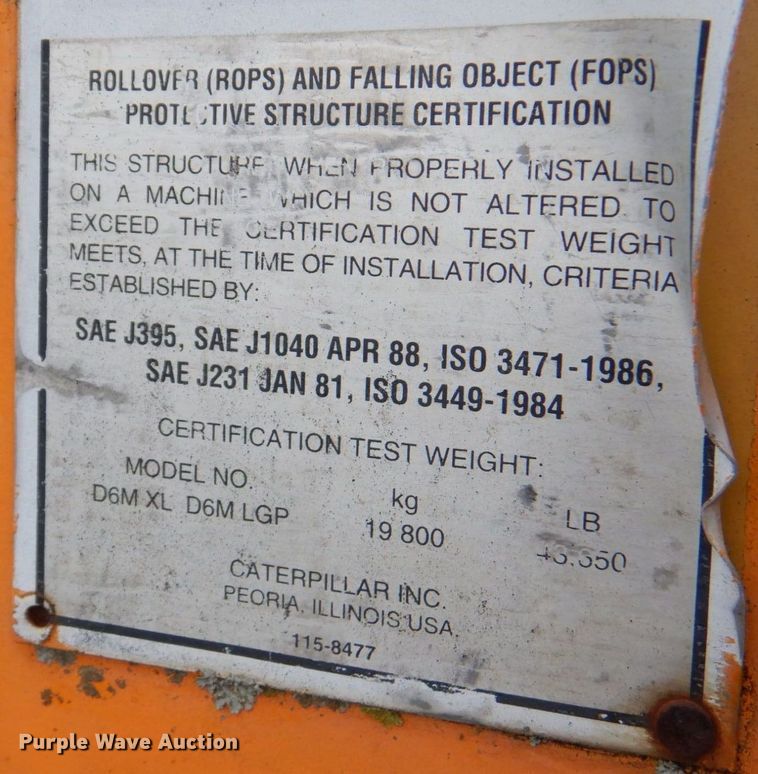 ROLLOVER (ROPS) AND FALLING OBJECT (FOPS)
PROTECTIVE STRUCTURE CERTIFICATION
THIS STRUCTURE WHEN PROPERLY INSTALLED
ON A MACHINE WHICH IS NOT ALTERED TO
EXCEED THE CERTIFICATION TEST WEIGHT
MEETS, AT THE TIME OF INSTALLATION, CRITERIA
ESTABLISHED BY:
SAE J395, SAE J1040 APR 88, ISO 3471-1986,
SAE J231 JAN 81, ISO 3449-1984
CERTIFICATION TEST WEIGHT:
MODEL NO. kg LB
D6M XL D6M LGP 19 800
CATERPILLAR INC.
PEORIA, ILLINOIS USA.
115-8477
Purple Wave Auction